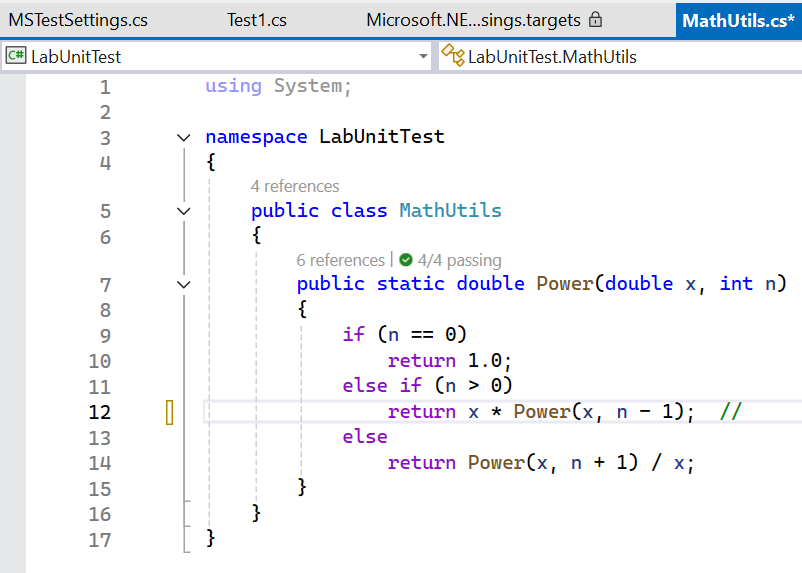 MSTestSettings.cs Test1.cs Microsoft.NE...sings.targets MathUtils.cs*
C# LabUnitTest LabUnitTest.MathUtils
1 using System;
2
3 namespace LabUnitTest
4 {
4 references
5 public class MathUtils
6 {
6 references | 4/4 passing
7 public static double Power(double x, int n)
8 {
9 if (n == 0)
10 return 1.0;
11 else if (n > 0)
12 return x * Power(x, n - 1); //
13 else
14 return Power(x, n + 1) / x;
15 }
16 }
17 }